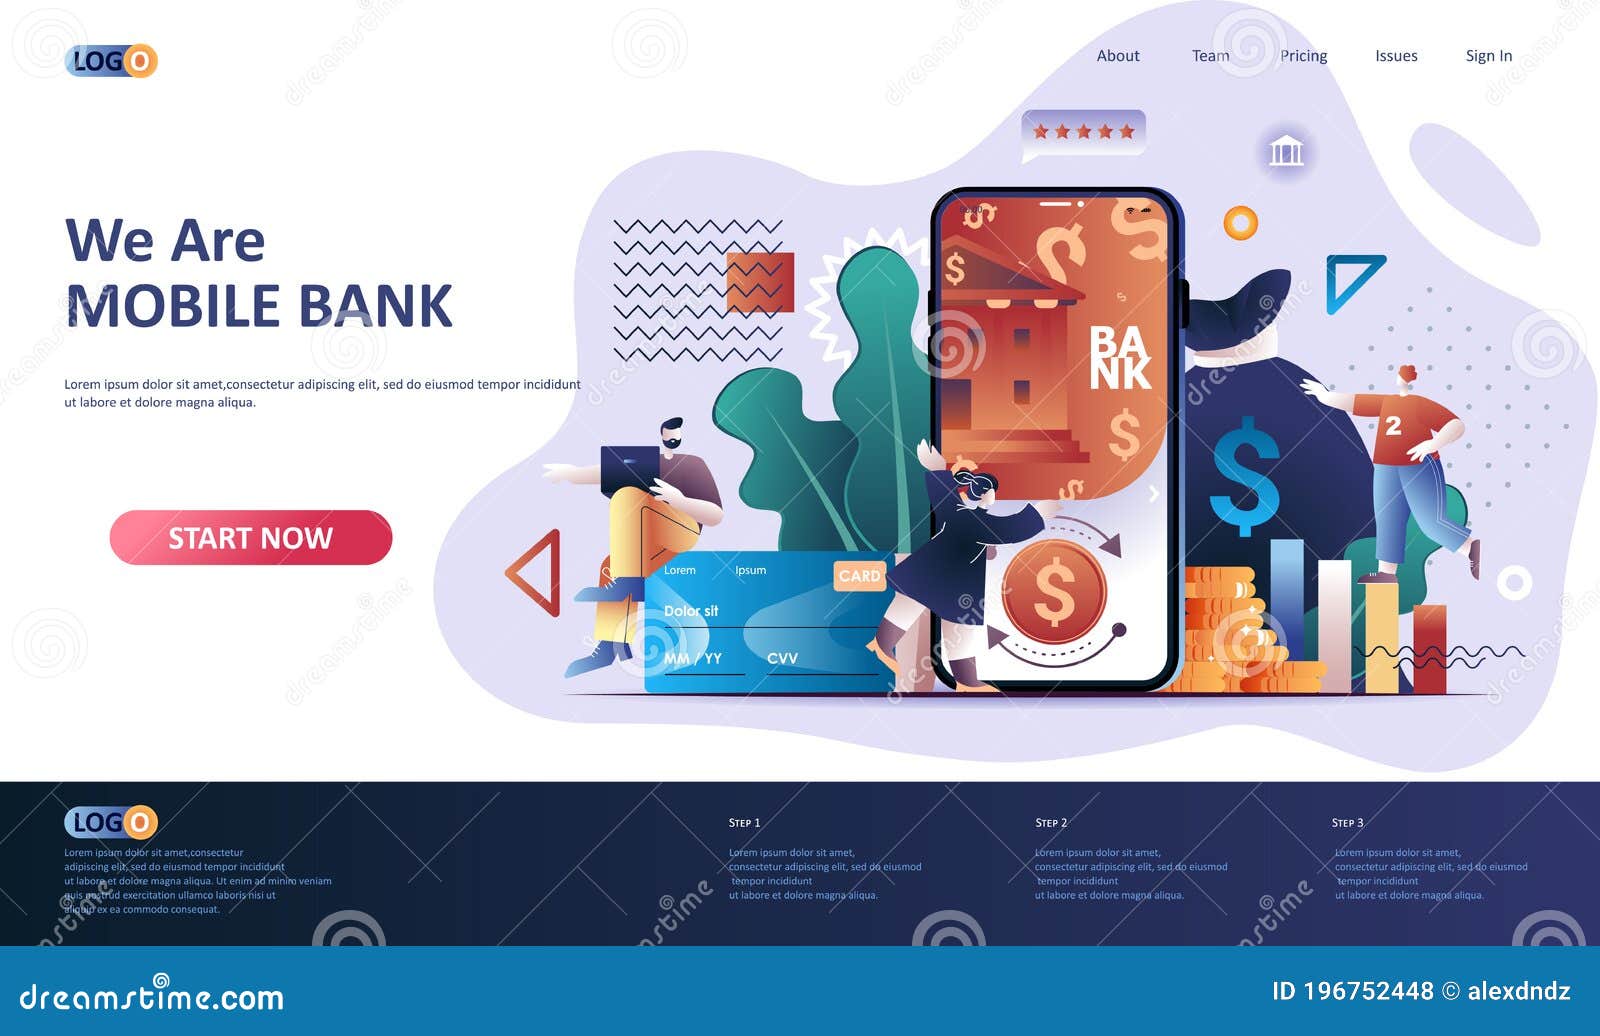 LOGO
About Team Pricing Issues Sign In
We Are
MOBILE BANK
Lorem ipsum dolor sit amet,consectetur adipiscing elit, sed do eiusmod tempor incididunt
ut labore et dolore magna aliqua.
START NOW
BA
NK
2
Lorem Ipsum CARD
Dolor sit
MM / YY CVV
LOGO
Lorem ipsum dolor sit amet,consectetur
adipiscing elit, sed do eiusmod tempor incididunt
ut labore et dolore magna aliqua. Ut enim ad minim veniam
quis nostrud exercitation ullamco laboris nisi ut
aliquip ex ea commodo consequat.
STEP 1
Lorem ipsum dolor sit amet,
consectetur adipiscing elit, sed do eiusmod
tempor incididunt
ut labore et dolore magna aliqua.
STEP 2
Lorem ipsum dolor sit amet,
consectetur adipiscing elit, sed do eiusmod
tempor incididunt
ut labore et dolore magna aliqua.
STEP 3
Lorem ipsum dolor sit amet,
consectetur adipiscing elit, sed do eiusmod
tempor incididunt
ut labore et dolore magna aliqua.
dreamstime.com
ID 196752448 © alexdndz